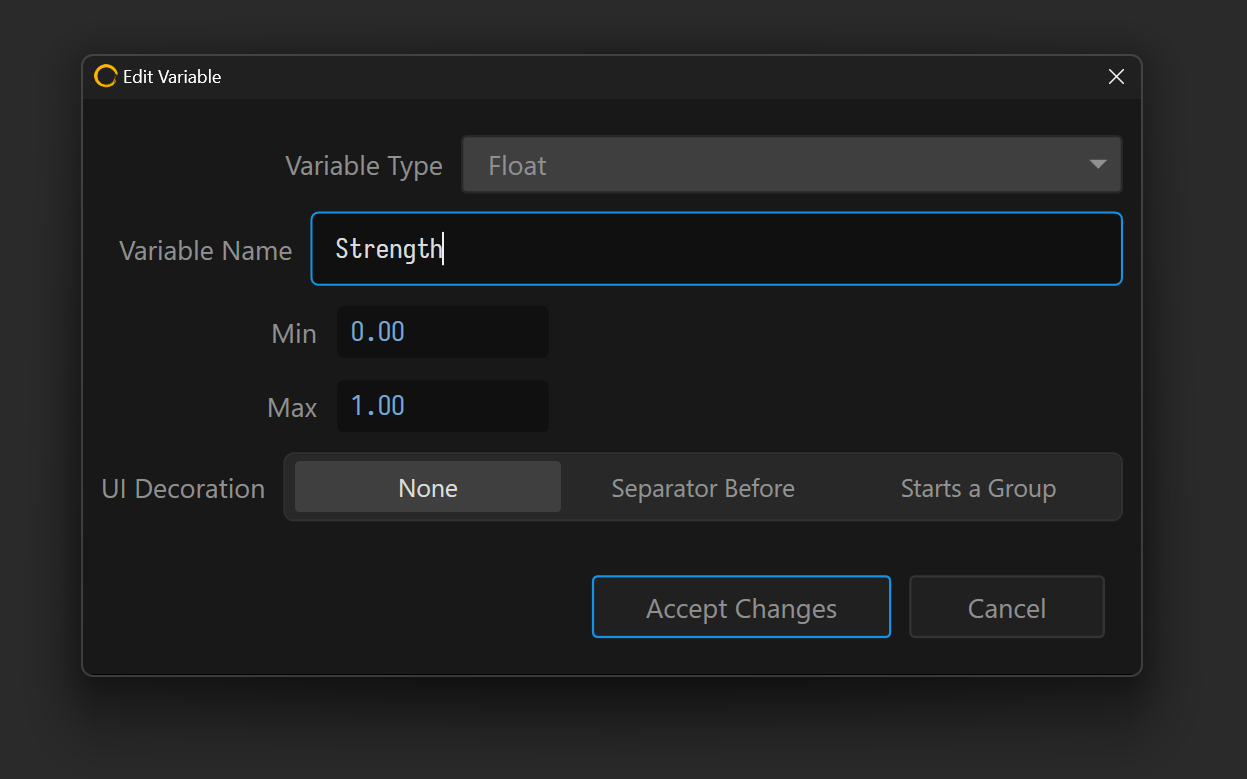 Edit Variable
Variable Type Float
Variable Name Strength
Min 0.00
Max 1.00
UI Decoration None Separator Before Starts a Group
Accept Changes Cancel